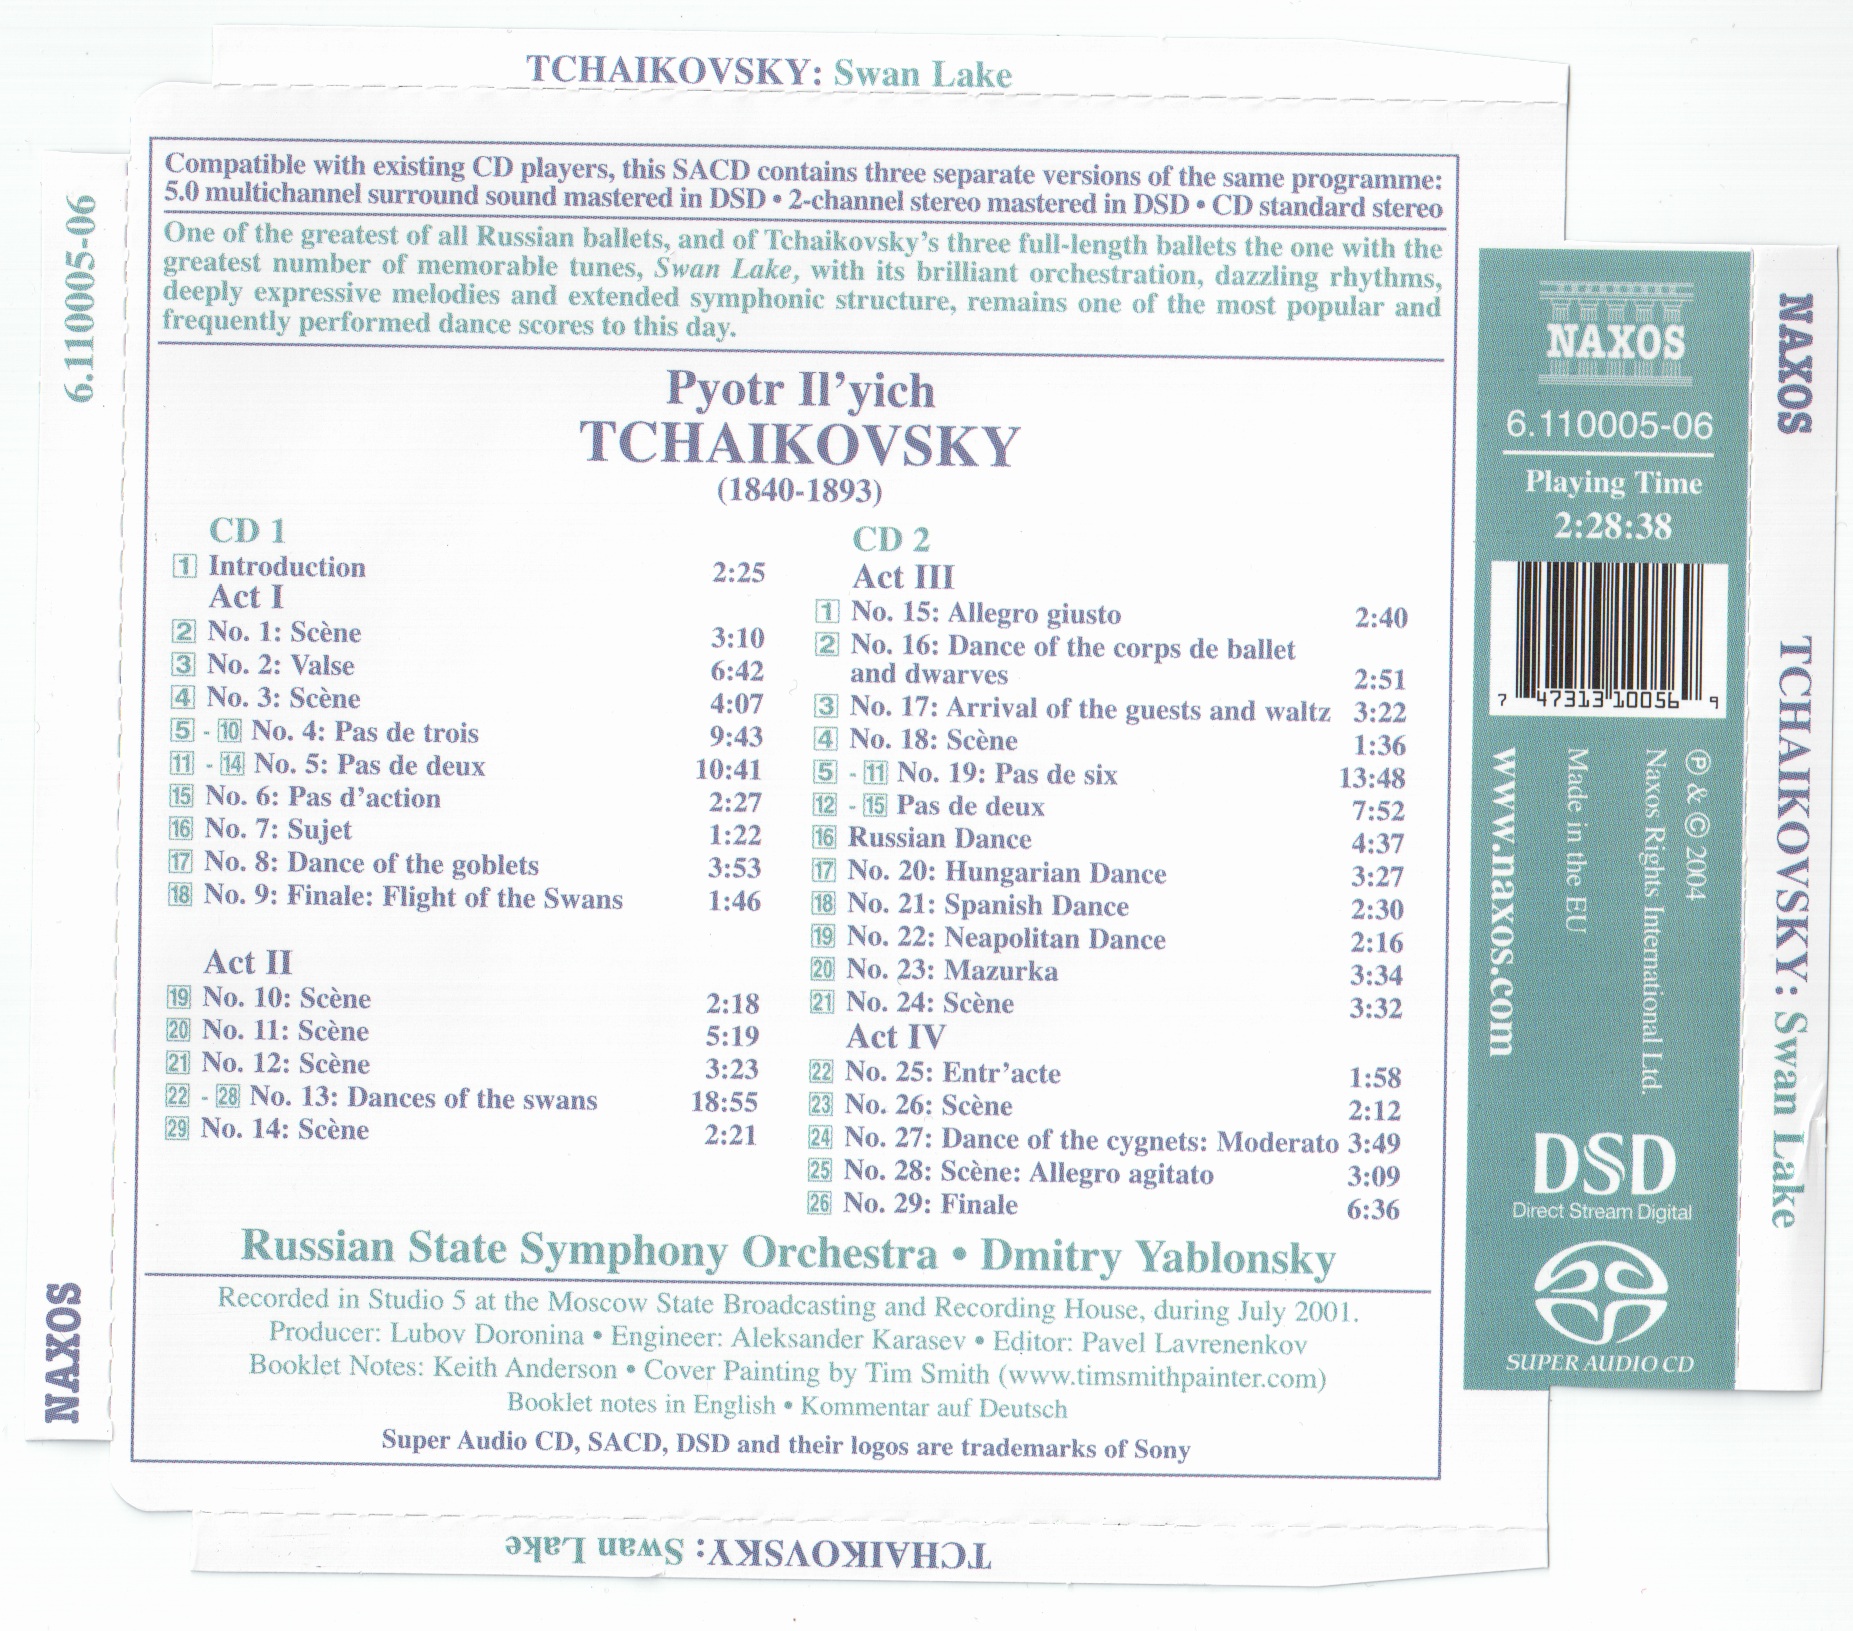 TCHAIKOVSKY: Swan Lake
6.110005-06
NAXOS
Compatible with existing CD players, this SACD contains three separate versions of the same programme:
5.0 multichannel surround sound mastered in DSD • 2-channel stereo mastered in DSD • CD standard stereo
One of the greatest of all Russian ballets, and of Tchaikovsky's three full-length ballets the one with the
greatest number of memorable tunes, Swan Lake, with its brilliant orchestration, dazzling rhythms,
deeply expressive melodies and extended symphonic structure, remains one of the most popular and
frequently performed dance scores to this day.
Pyotr Il'yich
TCHAIKOVSKY
(1840-1893)
CD 1
1 Introduction 2:25
Act I
2 No. 1: Scène 3:10
3 No. 2: Valse 6:42
4 No. 3: Scène 4:07
5 - 10 No. 4: Pas de trois 9:43
11 - 14 No. 5: Pas de deux 10:41
15 No. 6: Pas d'action 2:27
16 No. 7: Sujet 1:22
17 No. 8: Dance of the goblets 3:53
18 No. 9: Finale: Flight of the Swans 1:46
Act II
19 No. 10: Scène 2:18
20 No. 11: Scène 5:19
21 No. 12: Scène 3:23
22 - 28 No. 13: Dances of the swans 18:55
29 No. 14: Scène 2:21
CD 2
Act III
1 No. 15: Allegro giusto 2:40
2 No. 16: Dance of the corps de ballet
and dwarves 2:51
3 No. 17: Arrival of the guests and waltz 3:22
4 No. 18: Scène 1:36
5 - 11 No. 19: Pas de six 13:48
12 - 15 Pas de deux 7:52
16 Russian Dance 4:37
17 No. 20: Hungarian Dance 3:27
18 No. 21: Spanish Dance 2:30
19 No. 22: Neapolitan Dance 2:16
20 No. 23: Mazurka 3:34
21 No. 24: Scène 3:32
Act IV
22 No. 25: Entr'acte 1:58
23 No. 26: Scène 2:12
24 No. 27: Dance of the cygnets: Moderato 3:49
25 No. 28: Scène: Allegro agitato 3:09
26 No. 29: Finale 6:36
Russian State Symphony Orchestra • Dmitry Yablonsky
Recorded in Studio 5 at the Moscow State Broadcasting and Recording House, during July 2001.
Producer: Lubov Doronina • Engineer: Aleksander Karasev • Editor: Pavel Lavrenenkov
Booklet Notes: Keith Anderson • Cover Painting by Tim Smith (www.timsmithpainter.com)
Booklet notes in English • Kommentar auf Deutsch
Super Audio CD, SACD, DSD and their logos are trademarks of Sony
NAXOS
6.110005-06
Playing Time
2:28:38
7 47313 10056 9
℗ & © 2004
Naxos Rights International Ltd.
Made in the EU
www.naxos.com
DSD
Direct Stream Digital
SUPER AUDIO CD
NAXOS
TCHAIKOVSKY: Swan Lake
TCHAIKOVSKY: Swan Lake